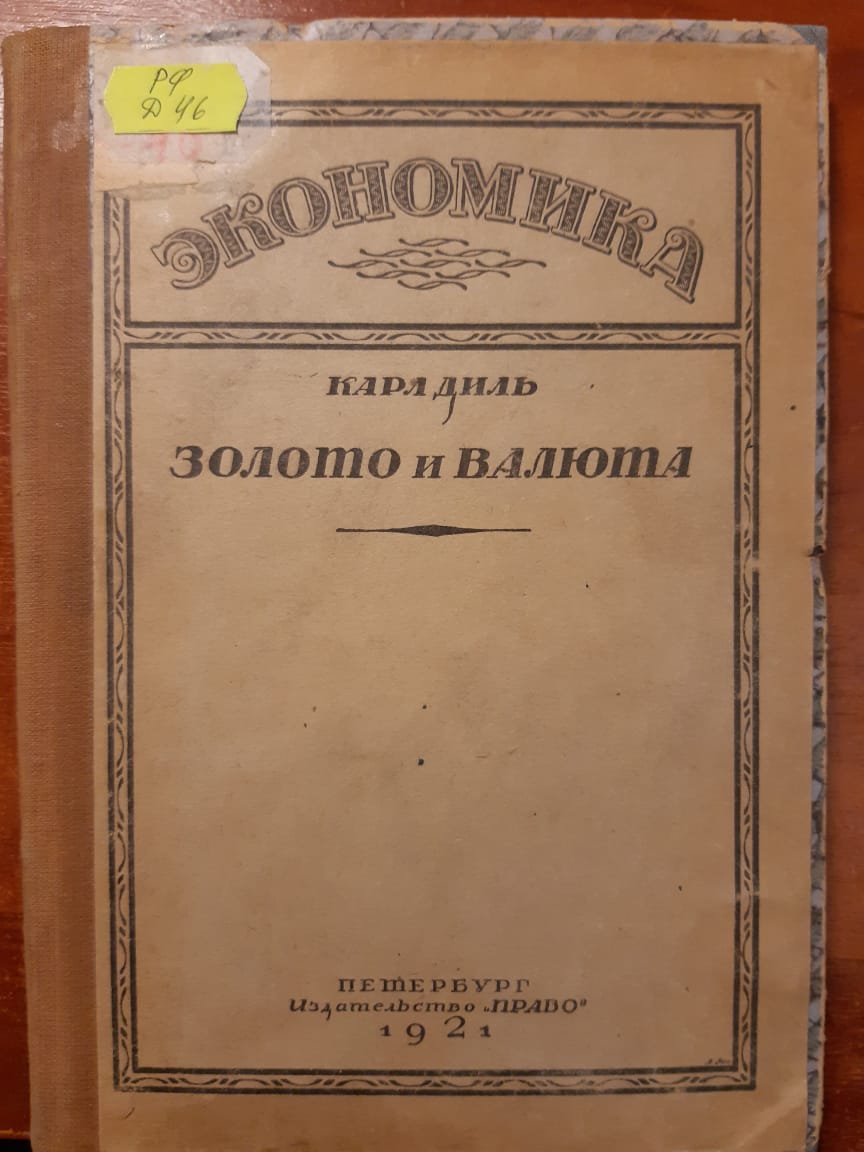 РФ
Д 46
ЭКОНОМИКА
КАРЛ ДИЛЬ
ЗОЛОТО И ВАЛЮТА
ПЕТЕРБУРГ
Издательство „ПРАВО"
1921